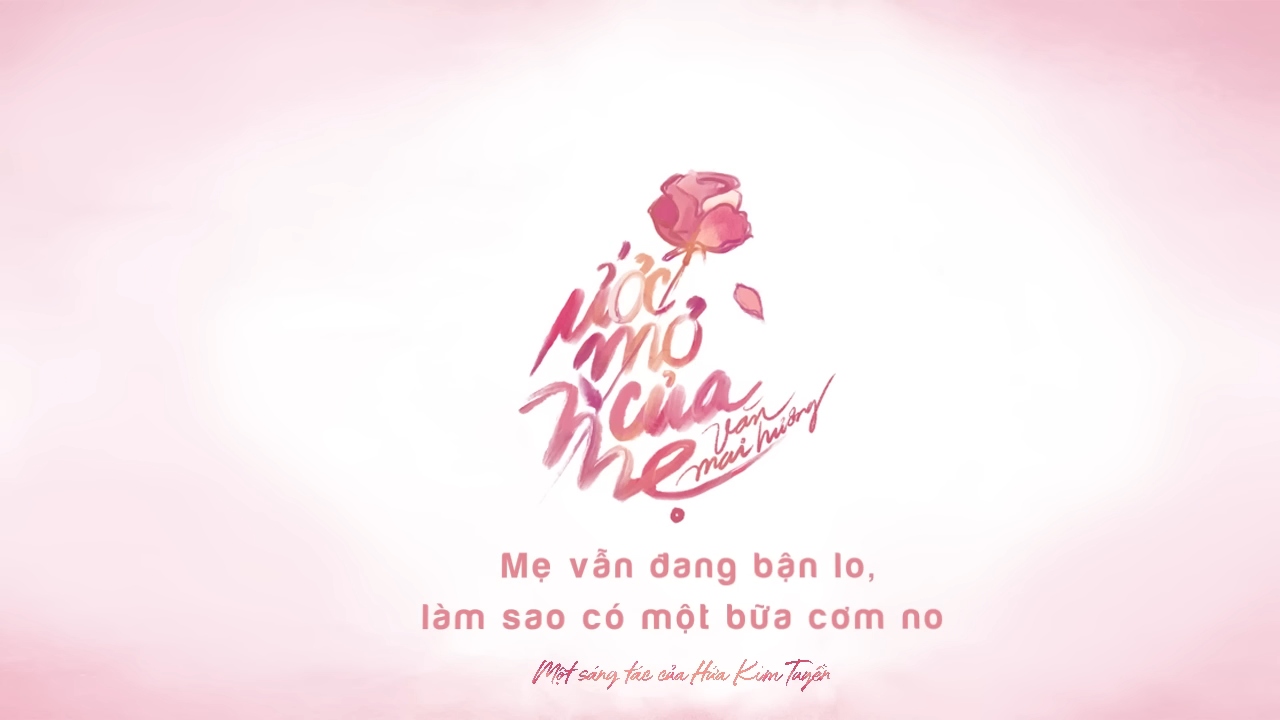 ước
mơ
của
mẹ
văn
mai hương
Mẹ vẫn đang bận lo,
làm sao có một bữa cơm no
Một sáng tác của Hứa Kim Tuyền